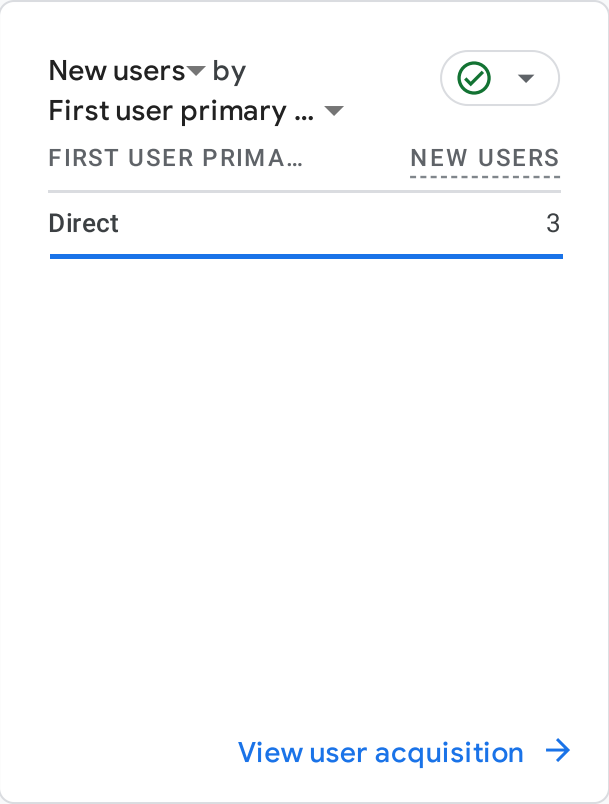 New users by
First user primary ...
FIRST USER PRIMA... NEW USERS
Direct 3
View user acquisition